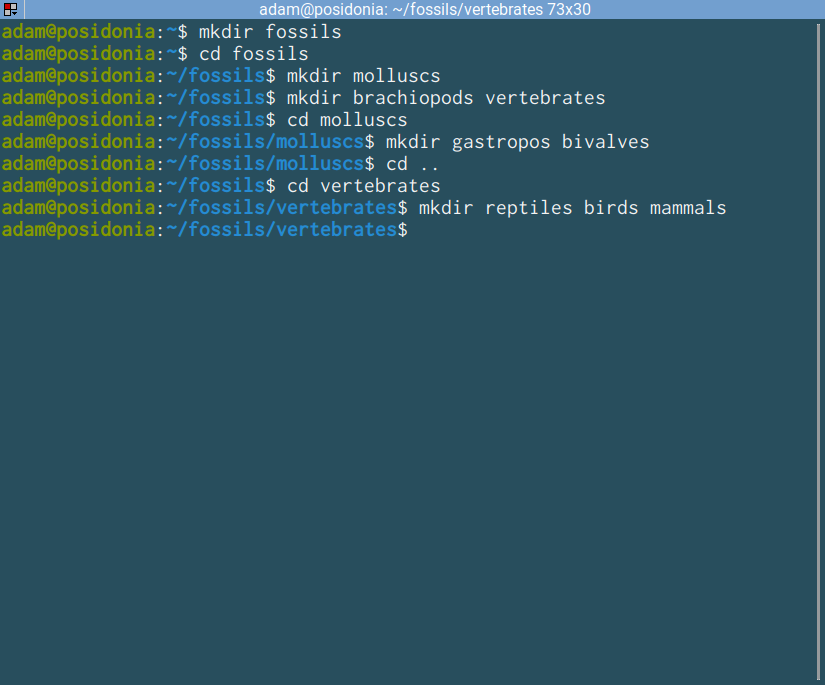 adam@posidonia: ~/fossils/vertebrates 73x30
adam@posidonia:~$ mkdir fossils
adam@posidonia:~$ cd fossils
adam@posidonia:~/fossils$ mkdir molluscs
adam@posidonia:~/fossils$ mkdir brachiopods vertebrates
adam@posidonia:~/fossils$ cd molluscs
adam@posidonia:~/fossils/molluscs$ mkdir gastropos bivalves
adam@posidonia:~/fossils/molluscs$ cd ..
adam@posidonia:~/fossils$ cd vertebrates
adam@posidonia:~/fossils/vertebrates$ mkdir reptiles birds mammals
adam@posidonia:~/fossils/vertebrates$